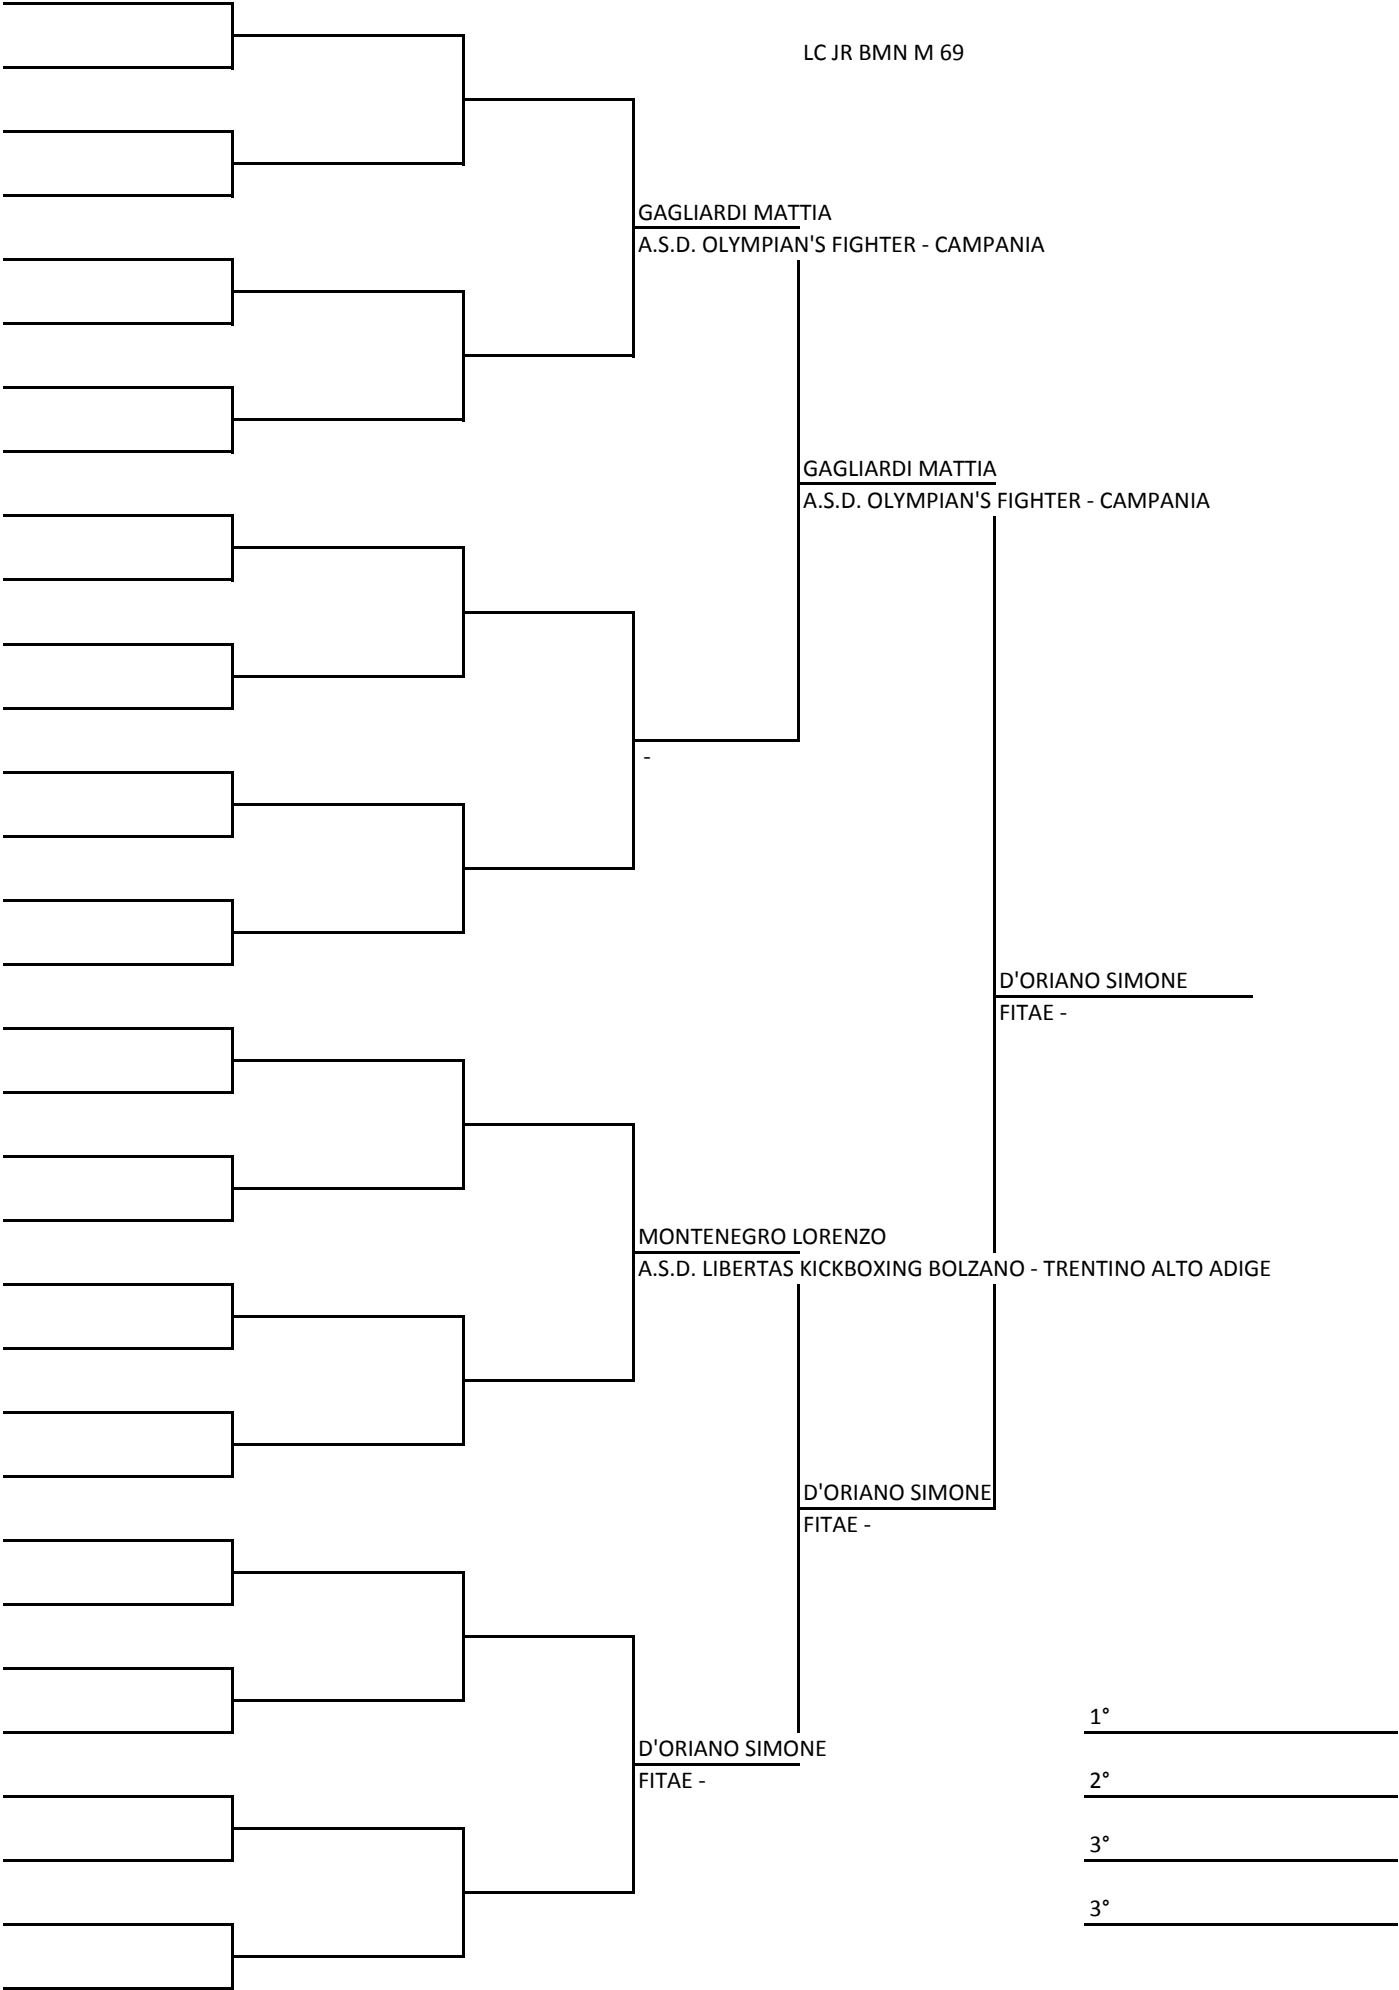 LC JR BMN M 69
GAGLIARDI MATTIA
A.S.D. OLYMPIAN'S FIGHTER - CAMPANIA
GAGLIARDI MATTIA
A.S.D. OLYMPIAN'S FIGHTER - CAMPANIA
-
D'ORIANO SIMONE
FITAE -
MONTENEGRO LORENZO
A.S.D. LIBERTAS KICKBOXING BOLZANO - TRENTINO ALTO ADIGE
D'ORIANO SIMONE
FITAE -
D'ORIANO SIMONE
FITAE -
1°
2°
3°
3°